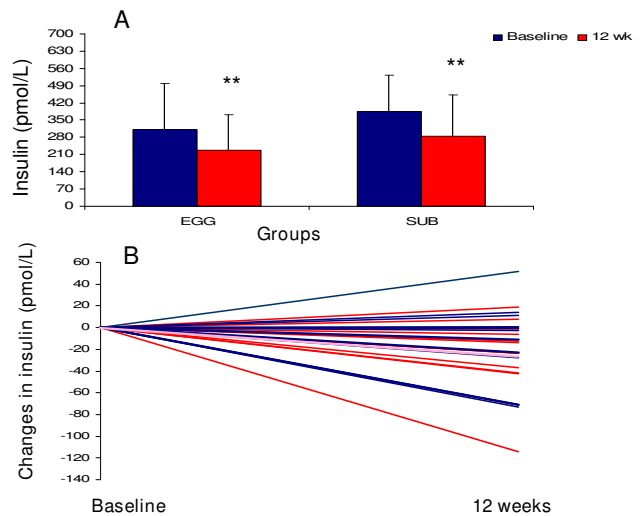 A
Baseline 12 wk
Insulin (pmol/L)
700
630
560
490
420
350
280
210
140
70
0
** **
EGG SUB
Groups
B
Changes in insulin (pmol/L)
60
40
20
0
-20
-40
-60
-80
-100
-120
-140
Baseline 12 weeks